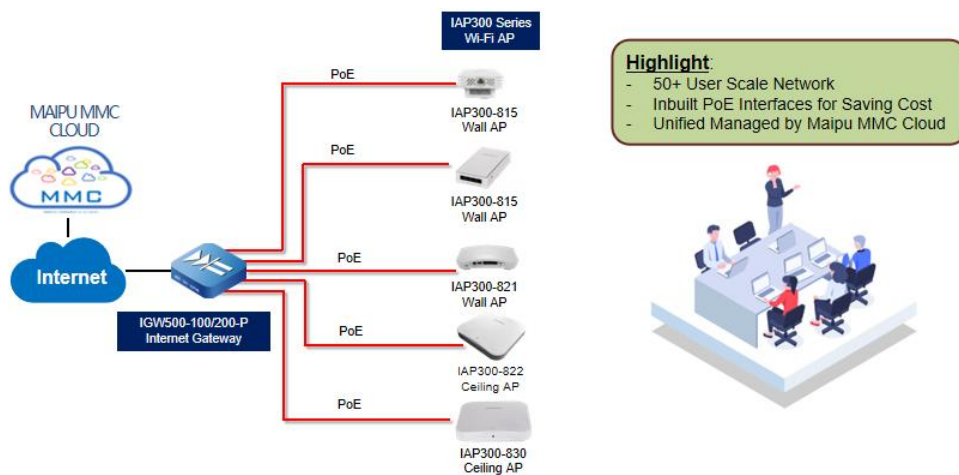 IAP300 Series
Wi-Fi AP
PoE
IAP300-815
Wall AP
PoE
IAP300-815
Wall AP
PoE
IAP300-821
Wall AP
PoE
IAP300-822
Ceiling AP
PoE
IAP300-830
Ceiling AP
MAIPU MMC
CLOUD
MMC
Internet
IGW500-100/200-P
Internet Gateway
Highlight:
- 50+ User Scale Network
- Inbuilt PoE Interfaces for Saving Cost
- Unified Managed by Maipu MMC Cloud